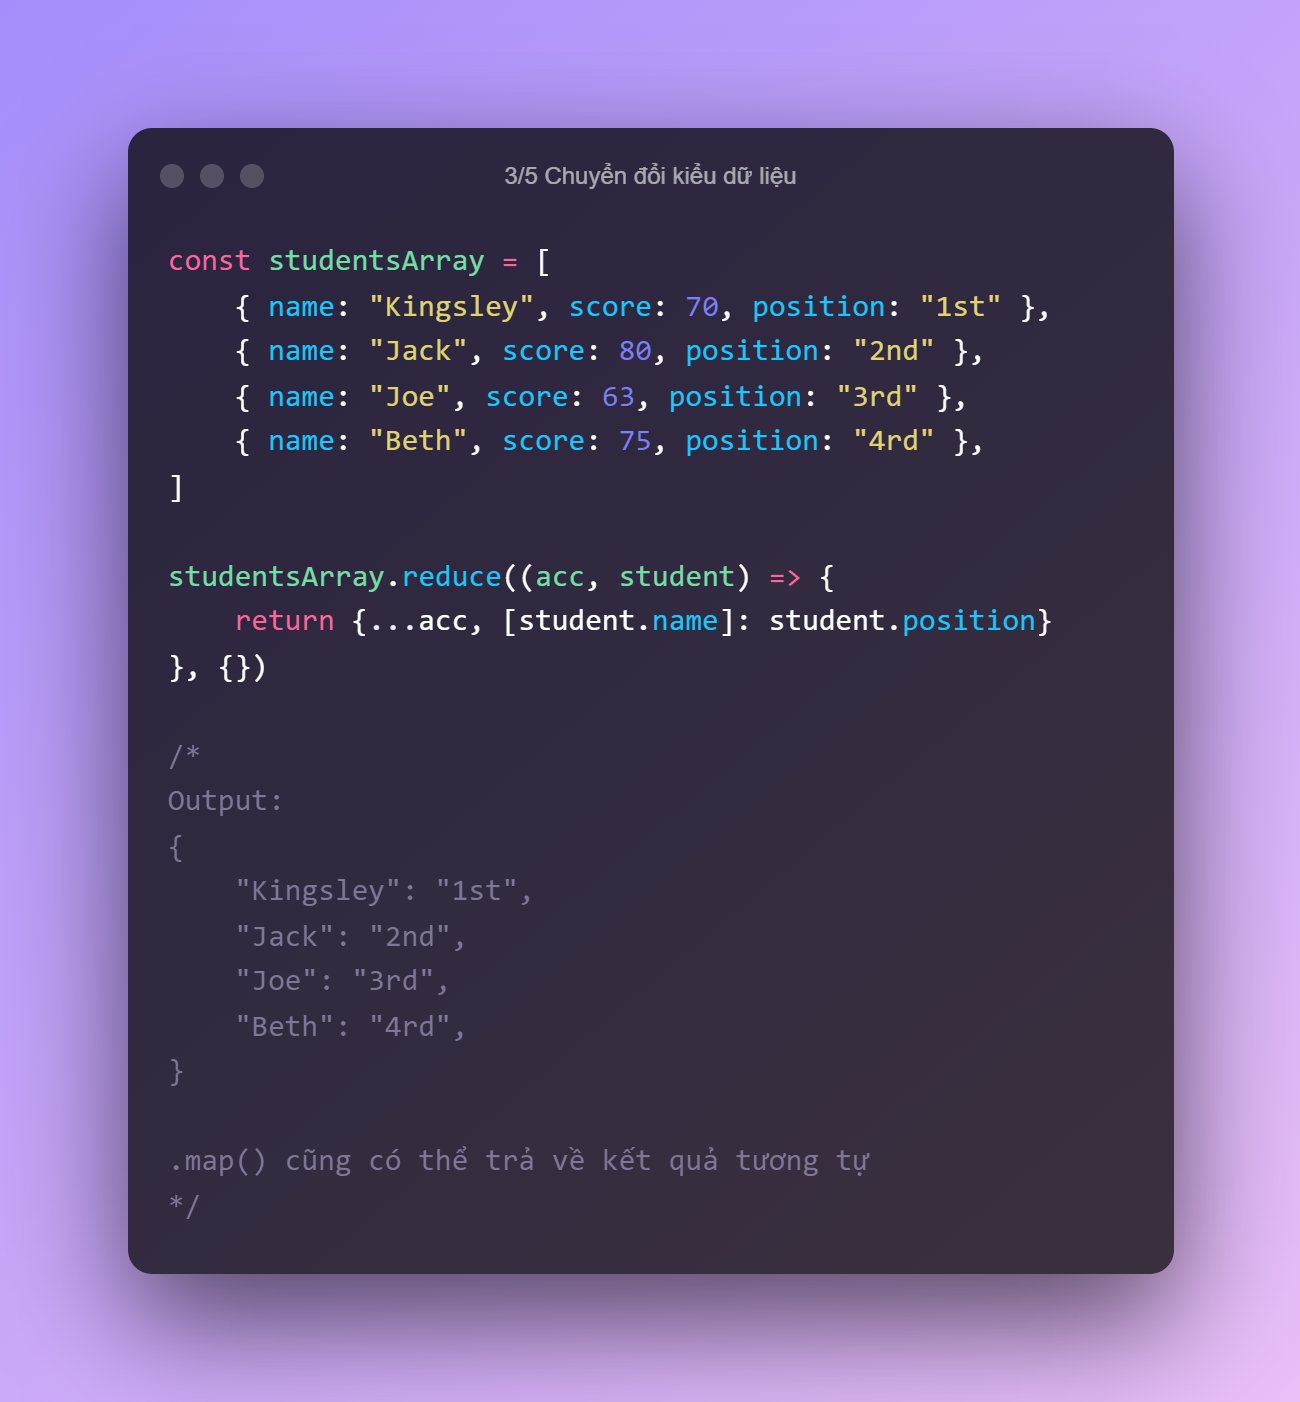 3/5 Chuyển đổi kiểu dữ liệu
const studentsArray = [
    { name: "Kingsley", score: 70, position: "1st" },
    { name: "Jack", score: 80, position: "2nd" },
    { name: "Joe", score: 63, position: "3rd" },
    { name: "Beth", score: 75, position: "4rd" },
]
studentsArray.reduce((acc, student) => {
    return {...acc, [student.name]: student.position}
}, {})
/*
Output:
{
    "Kingsley": "1st",
    "Jack": "2nd",
    "Joe": "3rd",
    "Beth": "4rd",
}
.map() cũng có thể trả về kết quả tương tự
*/